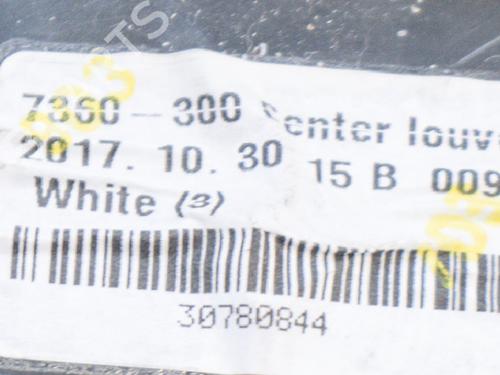 7360-300 Center louv
2017. 10. 30 15 B 009
White (3)
30780844